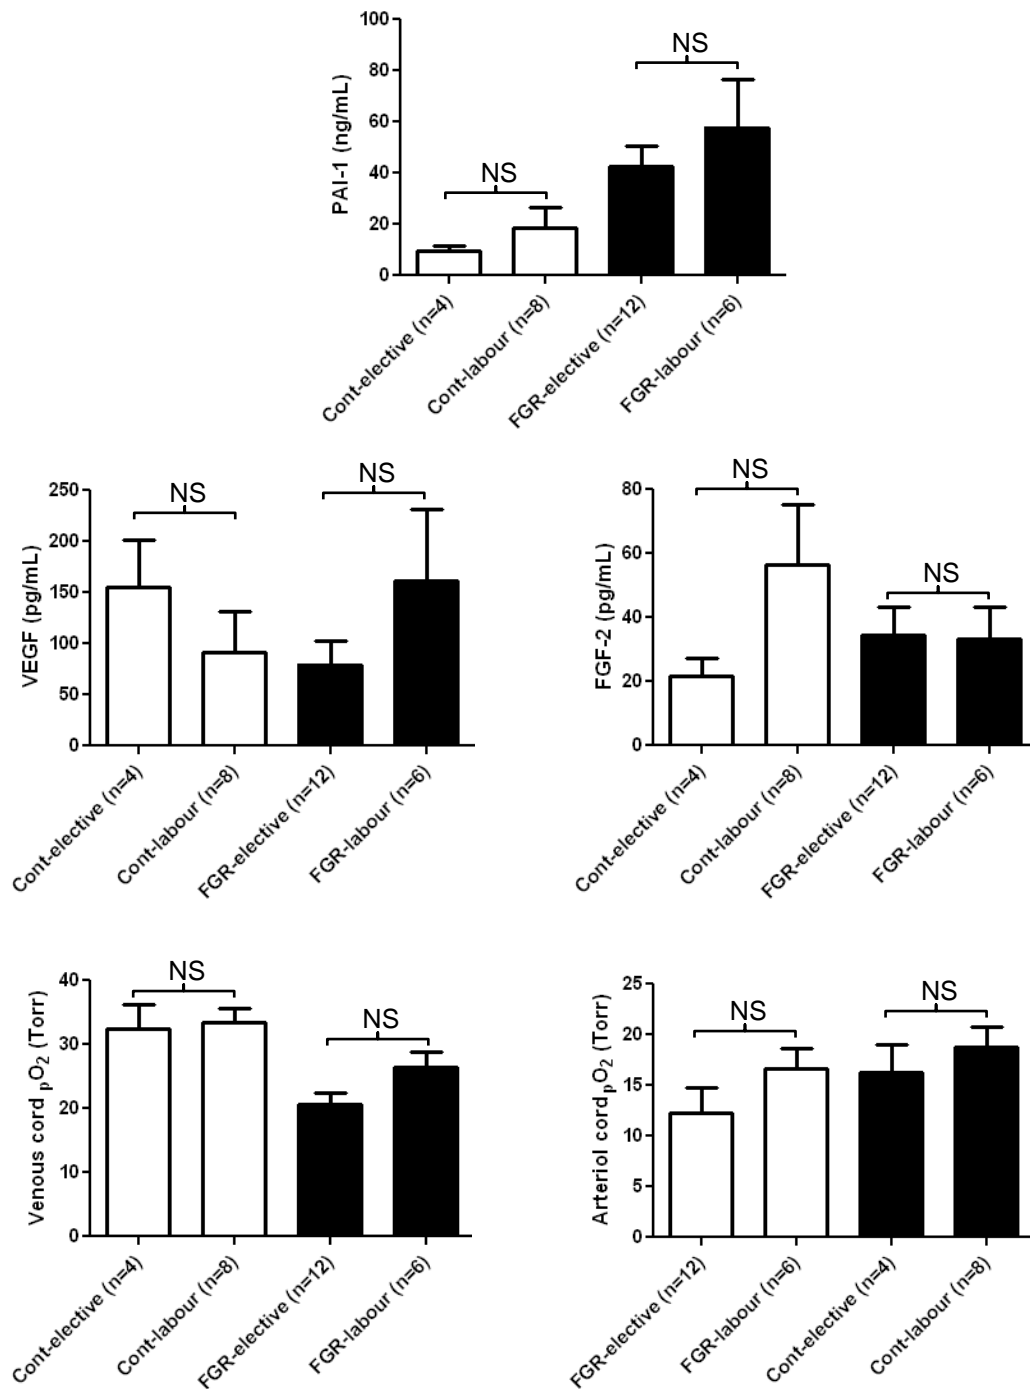 100
80
60
40
20
0
PAI-1 (ng/mL)
NS
NS
Cont-elective (n=4)
Cont-labour (n=8)
FGR-elective (n=12)
FGR-labour (n=6)
250
200
150
100
50
0
VEGF (pg/mL)
NS
NS
Cont-elective (n=4)
Cont-labour (n=8)
FGR-elective (n=12)
FGR-labour (n=6)
80
60
40
20
0
FGF-2 (pg/mL)
NS
NS
Cont-elective (n=4)
Cont-labour (n=8)
FGR-elective (n=12)
FGR-labour (n=6)
40
30
20
10
0
Venous cord pO2 (Torr)
NS
NS
Cont-elective (n=4)
Cont-labour (n=8)
FGR-elective (n=12)
FGR-labour (n=6)
25
20
15
10
5
0
Arteriol cord pO2 (Torr)
NS
NS
FGR-elective (n=12)
FGR-labour (n=6)
Cont-elective (n=4)
Cont-labour (n=8)